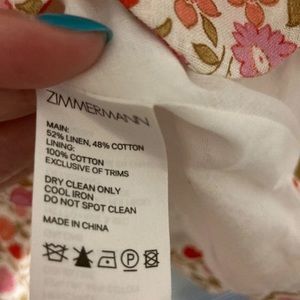 ZIMMERMANN
MAIN:
52% LINEN, 48% COTTON
LINING:
100% COTTON
EXCLUSIVE OF TRIMS
DRY CLEAN ONLY
COOL IRON
DO NOT SPOT CLEAN
MADE IN CHINA
P